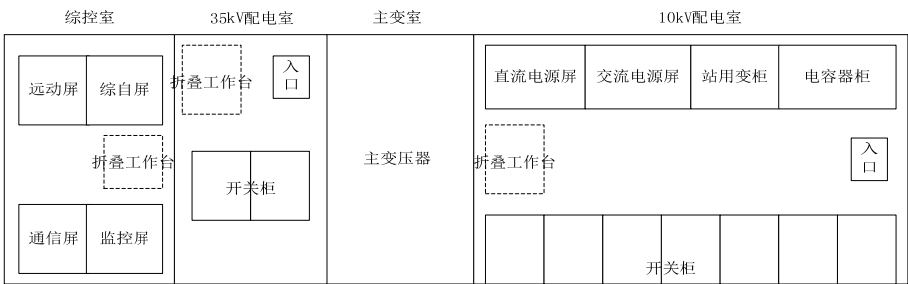 综控室 35kV配电室 主变室 10kV配电室
远动屏 综自屏 折叠工作台 入口 直流电源屏 交流电源屏 站用变柜 电容器柜
折叠工作台 主变压器 折叠工作台 入口
开关柜
通信屏 监控屏
开关柜